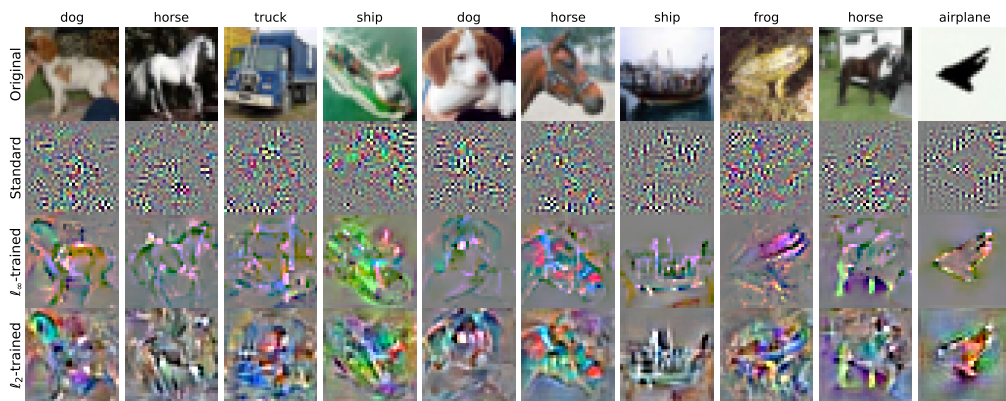 dog horse truck ship dog horse ship frog horse airplane
Original
Standard
ℓ∞-trained
ℓ2-trained